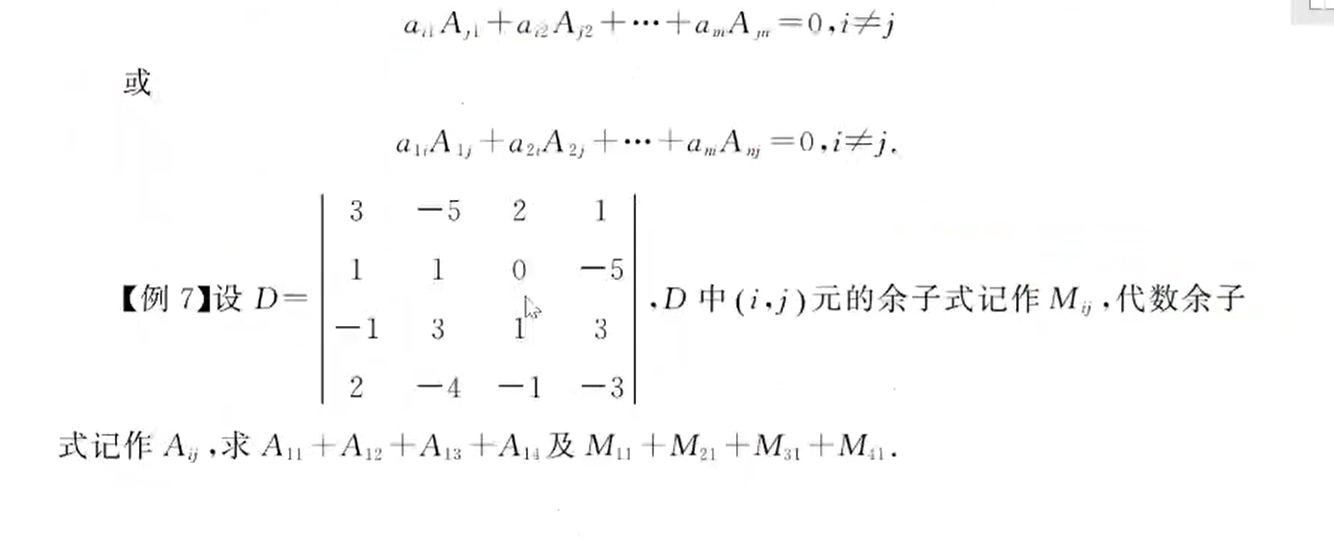 a_{i1}A_{j1}+a_{i2}A_{j2}+···+a_{in}A_{jn}=0,i≠j
或
a_{1i}A_{1j}+a_{2i}A_{2j}+···+a_{ni}A_{nj}=0,i≠j.
3 -5 2 1
1 1 0 -5
【例 7】设 D= ,D 中(i,j)元的余子式记作 M_{ij},代数余子
-1 3 1 3
2 -4 -1 -3
式记作 A_{ij},求 A_{11}+A_{12}+A_{13}+A_{14}及 M_{11}+M_{21}+M_{31}+M_{41}.